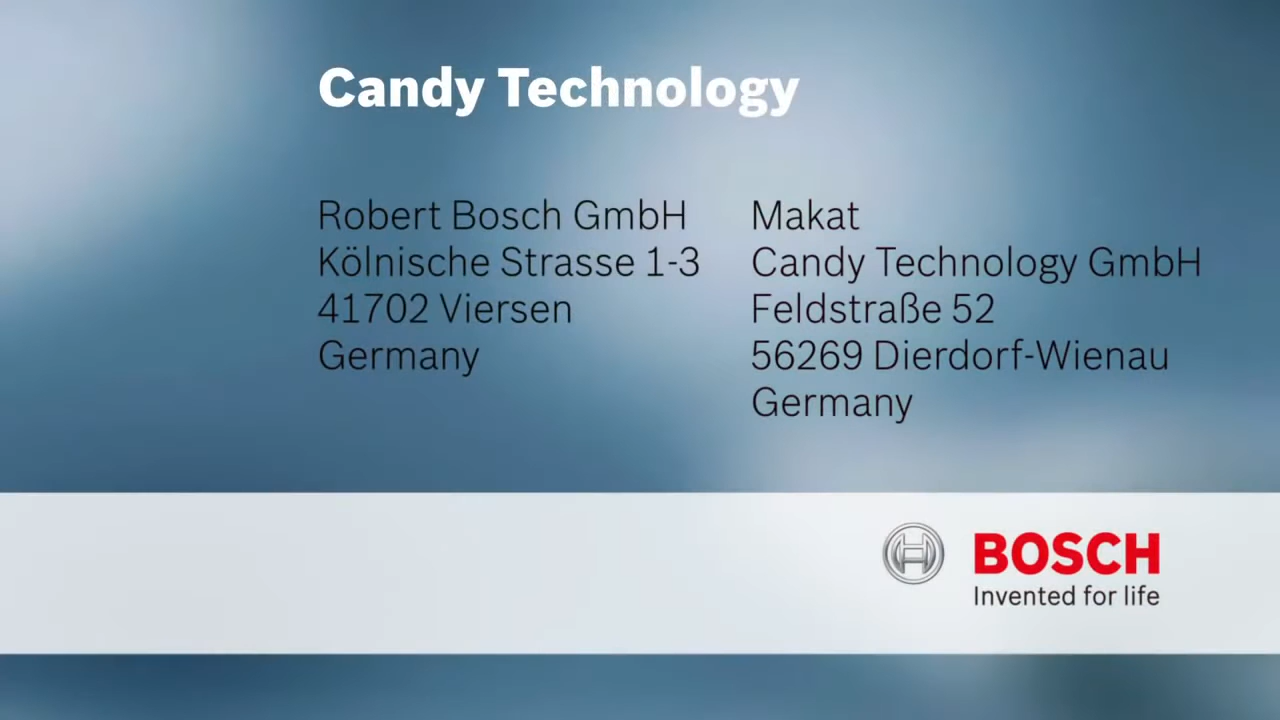 Candy Technology
Robert Bosch GmbH
Kölnische Strasse 1-3
41702 Viersen
Germany
Makat
Candy Technology GmbH
Feldstraße 52
56269 Dierdorf-Wienau
Germany
BOSCH
Invented for life